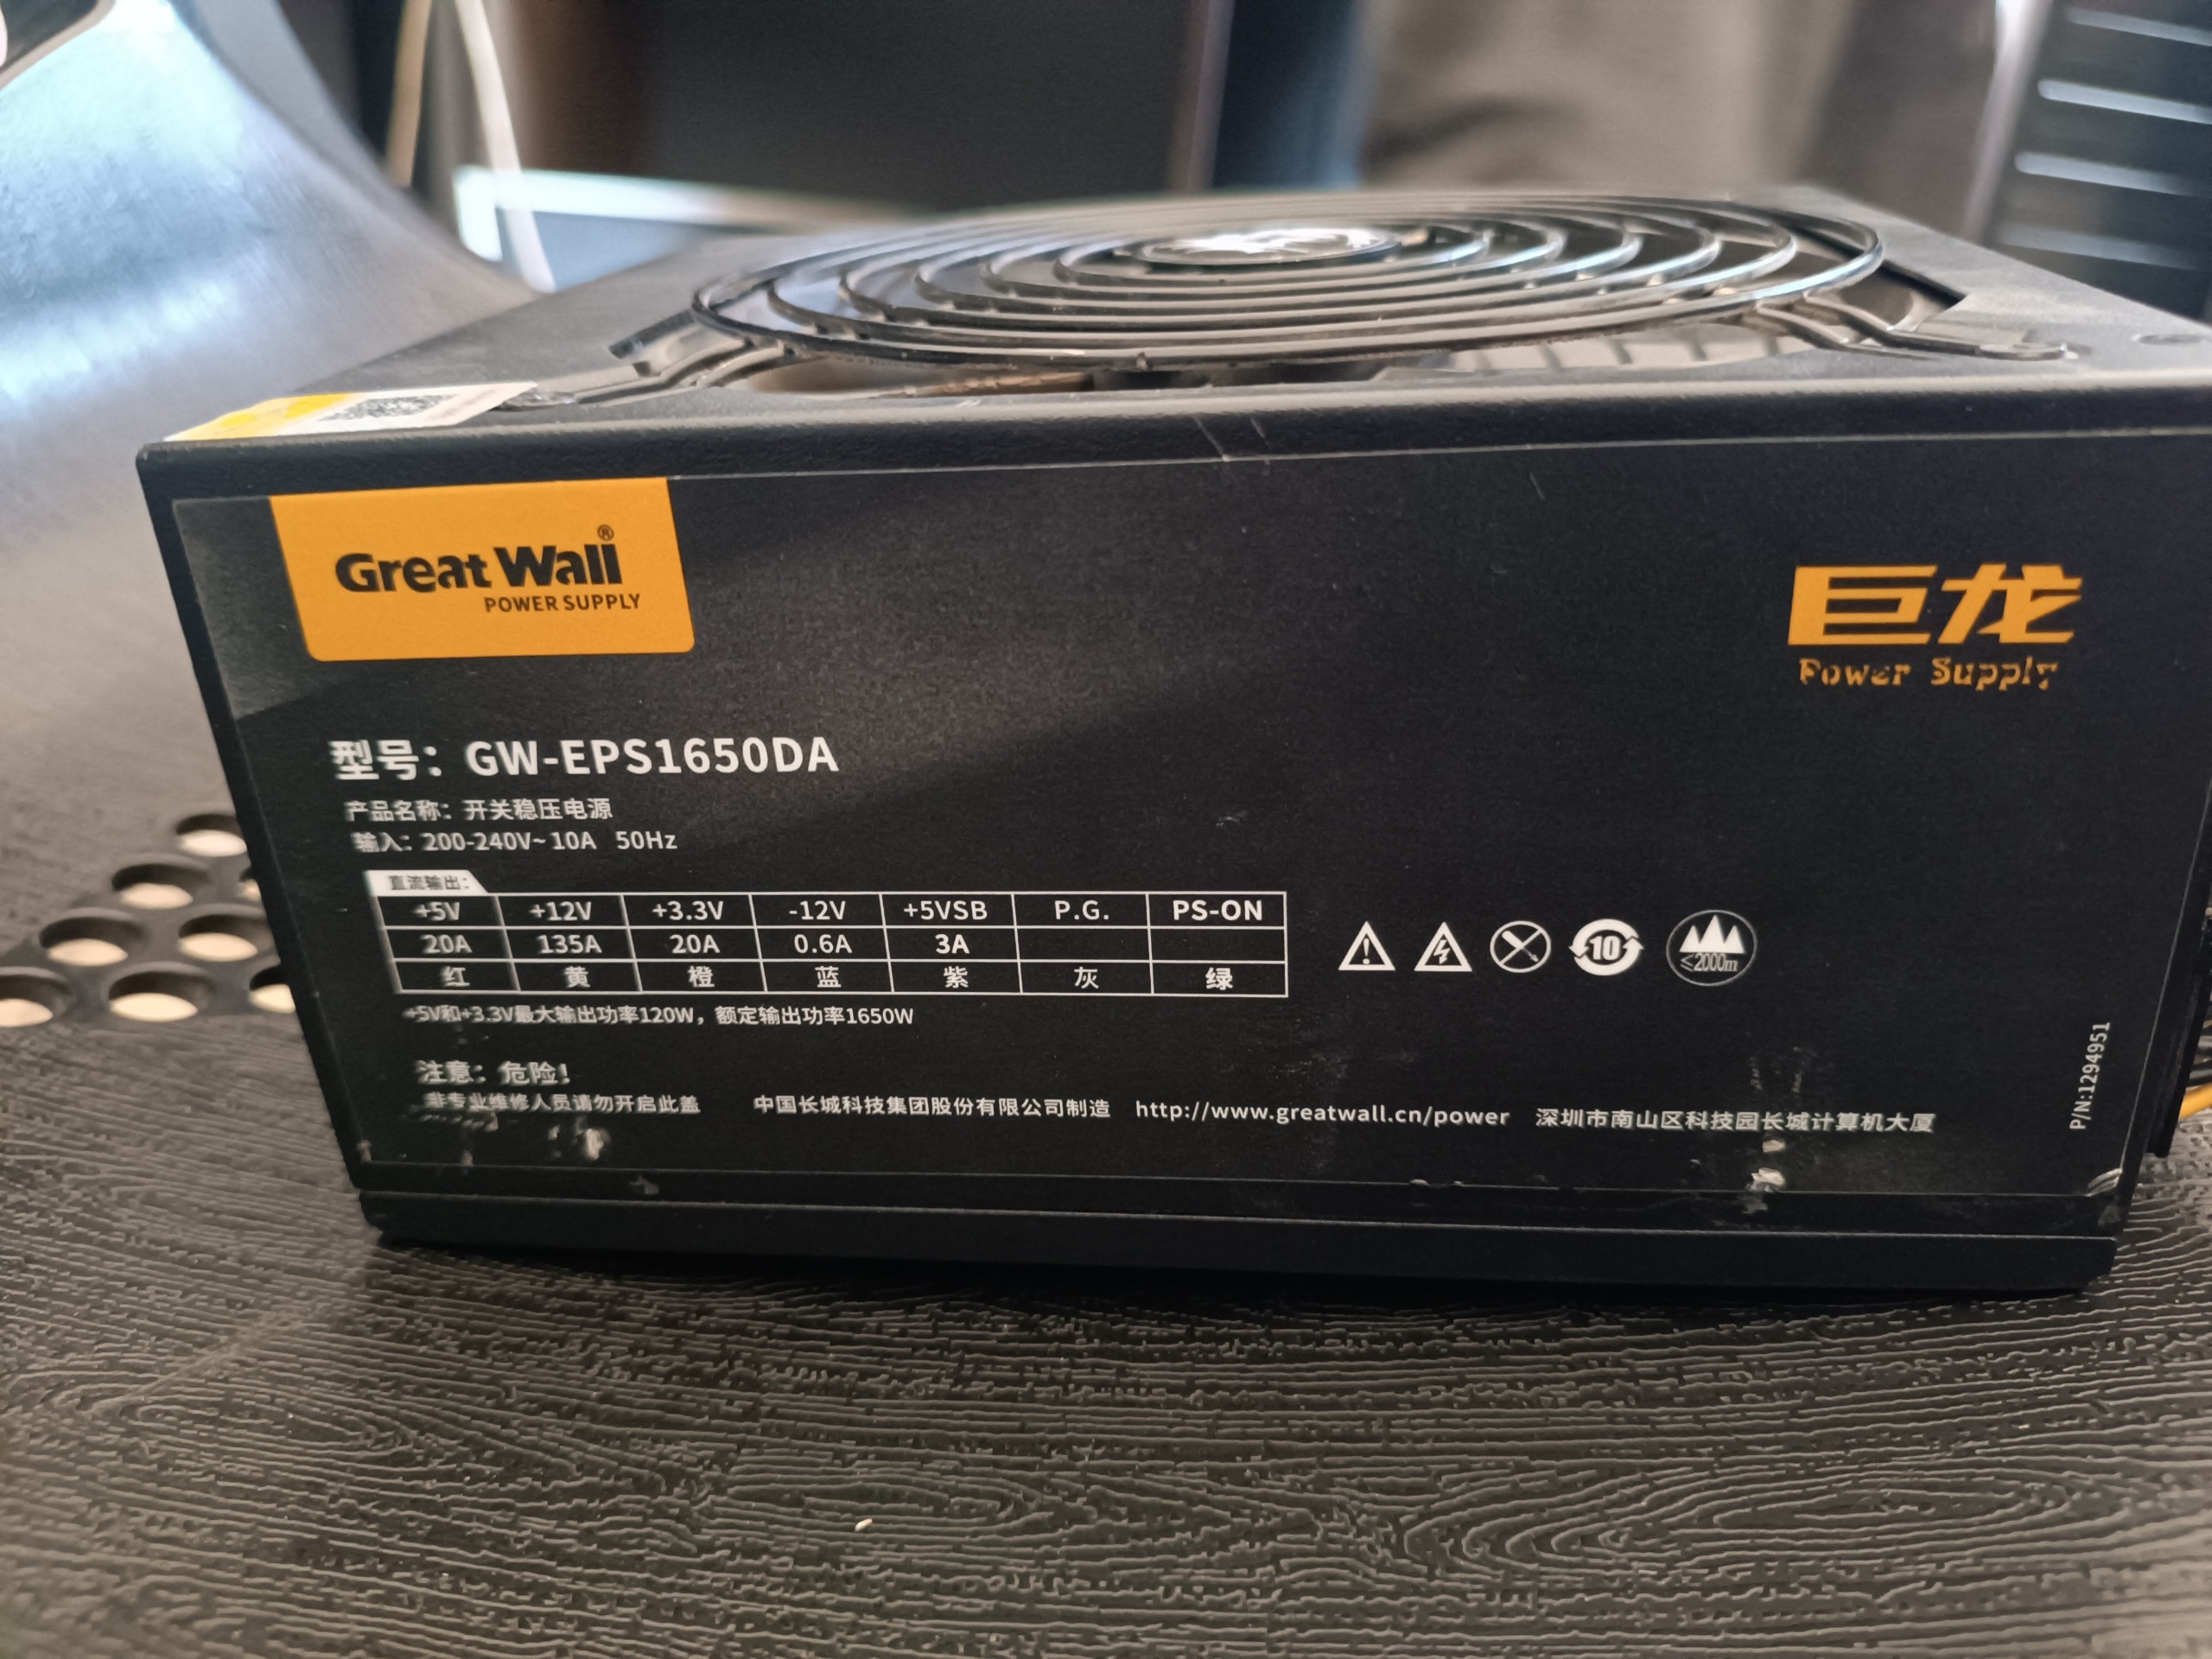 Great Wall®
POWER SUPPLY
巨龙
Power Supply
型号：GW-EPS1650DA
产品名称：开关稳压电源
输入：200-240V~10A 50Hz
直流输出：
+5V +12V +3.3V -12V +5VSB P.G. PS-ON
20A 135A 20A 0.6A 3A
红 黄 橙 蓝 紫 灰 绿
+5V和+3.3V最大输出功率120W，额定输出功率1650W
10
≤2000m
注意：危险！
非专业维修人员请勿开启此盖 中国长城科技集团股份有限公司制造 http://www.greatwall.cn/power 深圳市南山区科技园长城计算机大厦
P/N:1294951